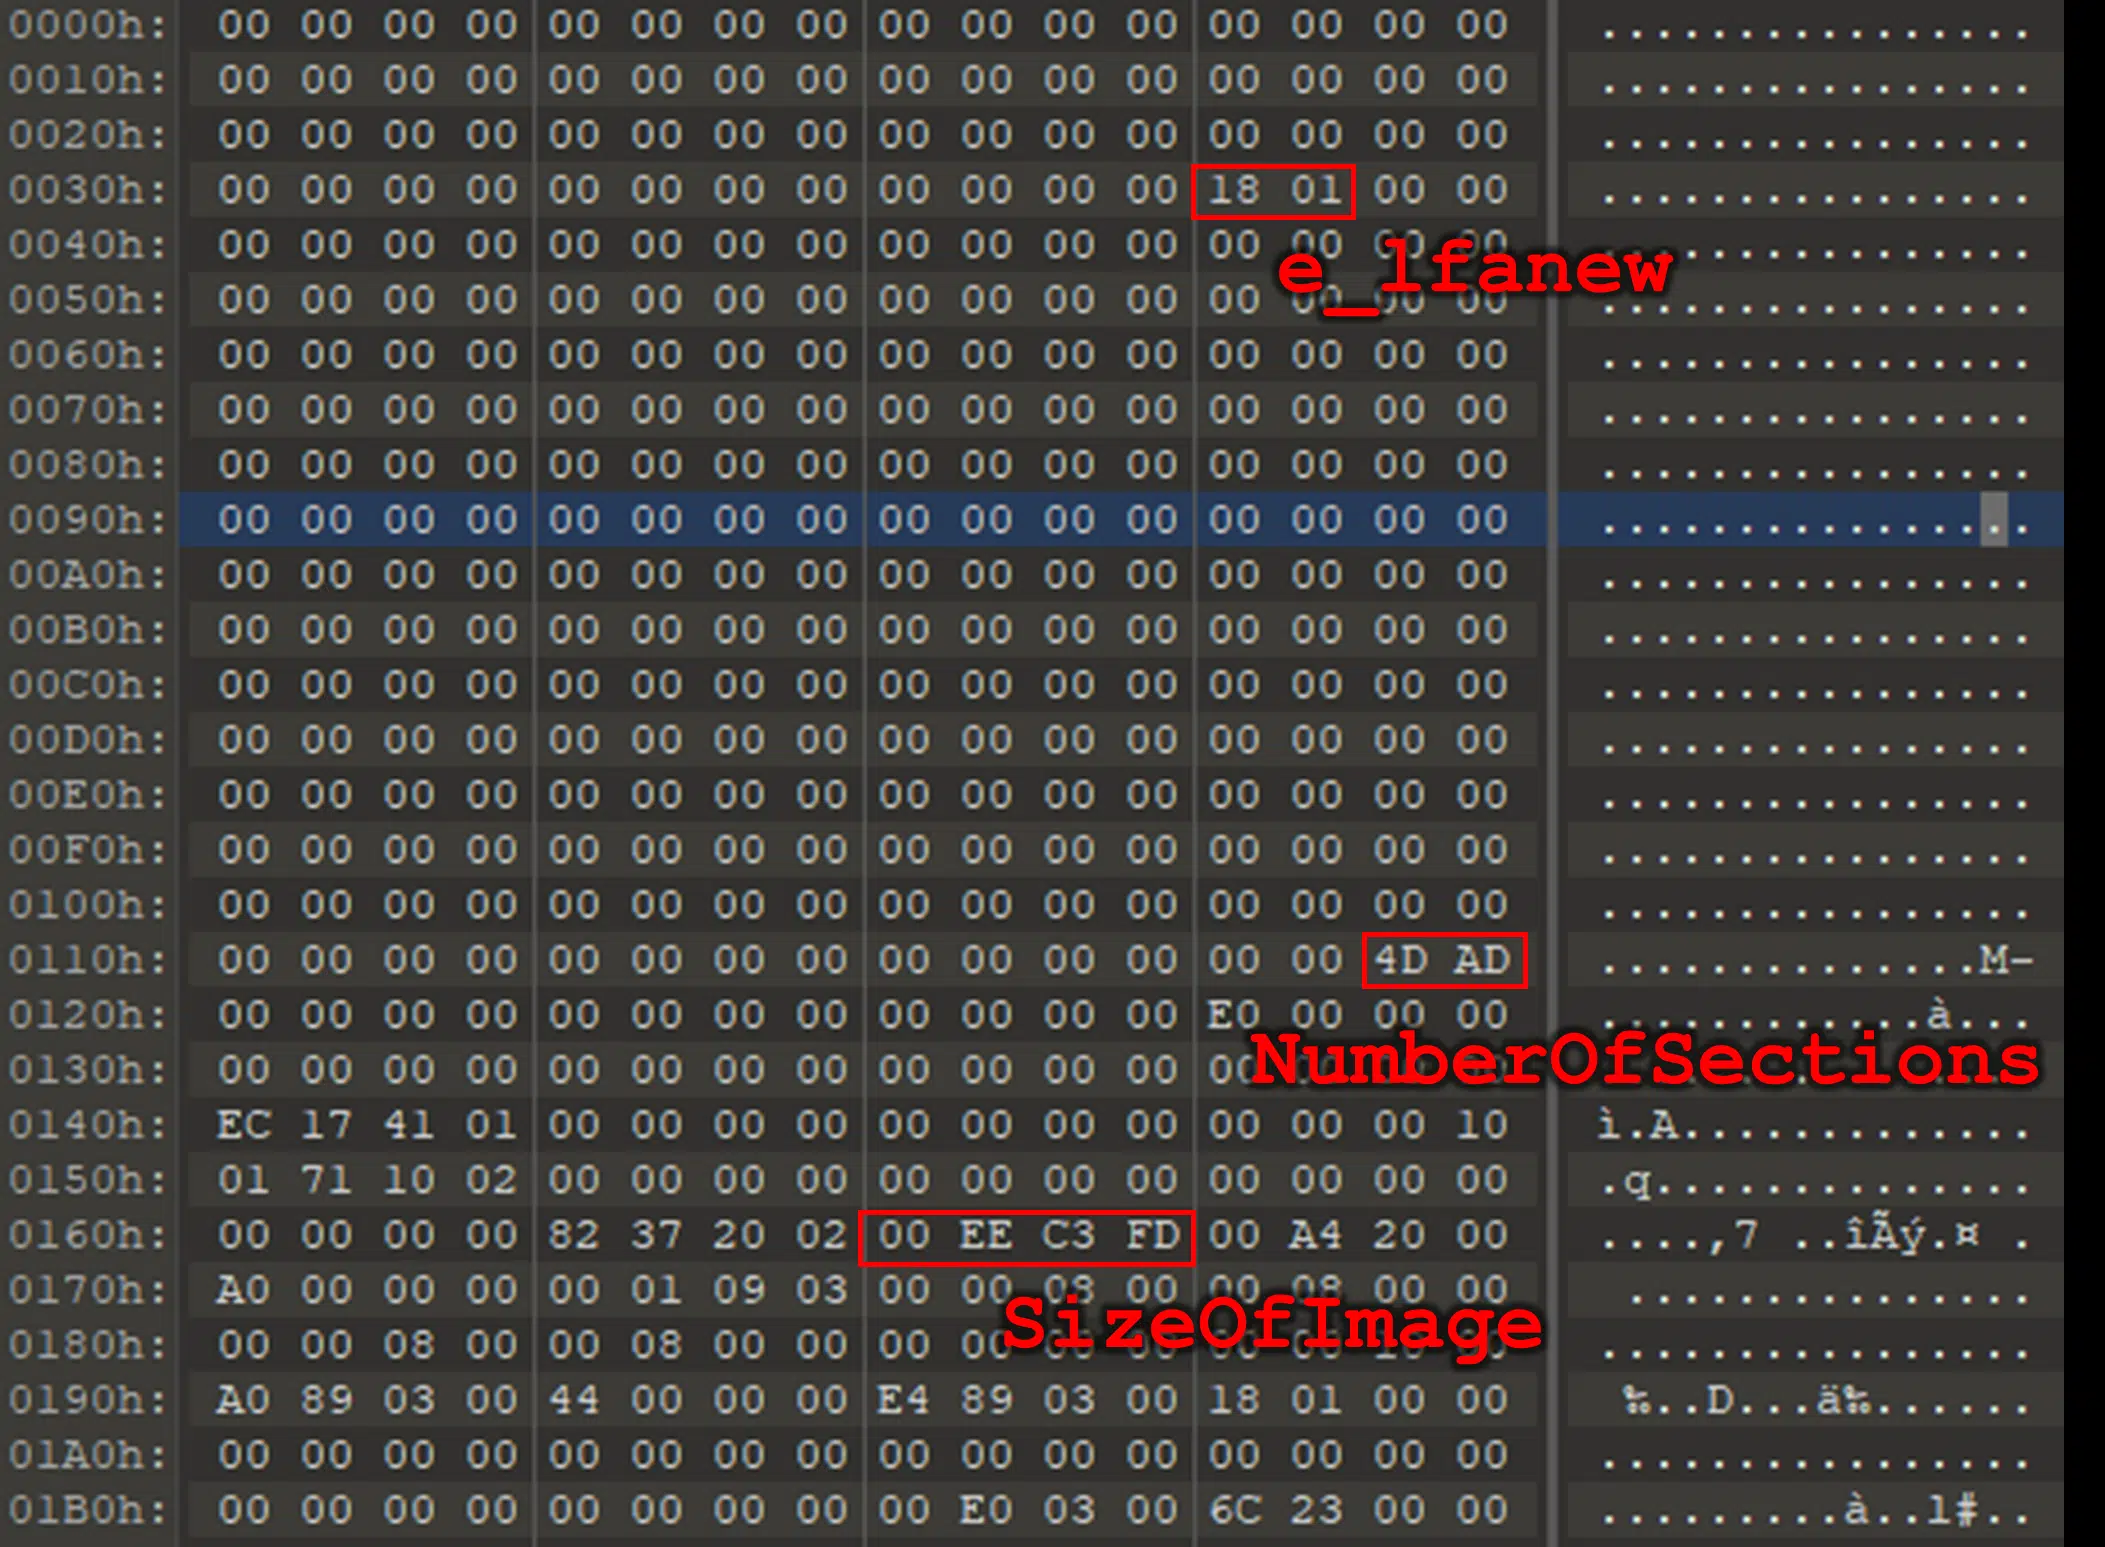 0000h: 00 00 00 00 00 00 00 00 00 00 00 00 00 00 00 00 ................
0010h: 00 00 00 00 00 00 00 00 00 00 00 00 00 00 00 00 ................
0020h: 00 00 00 00 00 00 00 00 00 00 00 00 00 00 00 00 ................
0030h: 00 00 00 00 00 00 00 00 00 00 00 00 18 01 00 00 ................
0040h: 00 00 00 00 00 00 00 00 00 00 00 00 00 00 00 00 ................
e_lfanew
0050h: 00 00 00 00 00 00 00 00 00 00 00 00 00 00 00 00 ................
0060h: 00 00 00 00 00 00 00 00 00 00 00 00 00 00 00 00 ................
0070h: 00 00 00 00 00 00 00 00 00 00 00 00 00 00 00 00 ................
0080h: 00 00 00 00 00 00 00 00 00 00 00 00 00 00 00 00 ................
0090h: 00 00 00 00 00 00 00 00 00 00 00 00 00 00 00 00 ................
00A0h: 00 00 00 00 00 00 00 00 00 00 00 00 00 00 00 00 ................
00B0h: 00 00 00 00 00 00 00 00 00 00 00 00 00 00 00 00 ................
00C0h: 00 00 00 00 00 00 00 00 00 00 00 00 00 00 00 00 ................
00D0h: 00 00 00 00 00 00 00 00 00 00 00 00 00 00 00 00 ................
00E0h: 00 00 00 00 00 00 00 00 00 00 00 00 00 00 00 00 ................
00F0h: 00 00 00 00 00 00 00 00 00 00 00 00 00 00 00 00 ................
0100h: 00 00 00 00 00 00 00 00 00 00 00 00 00 00 00 00 ................
0110h: 00 00 00 00 00 00 00 00 00 00 00 00 00 00 4D AD ..............M-
0120h: 00 00 00 00 00 00 00 00 00 00 00 00 E0 00 00 00 ............à...
NumberOfSections
0130h: 00 00 00 00 00 00 00 00 00 00 00 00 00
0140h: EC 17 41 01 00 00 00 00 00 00 00 00 00 00 00 10 ì.A.............
0150h: 01 71 10 02 00 00 00 00 00 00 00 00 00 00 00 00 .q..............
0160h: 00 00 00 00 82 37 20 02 00 EE C3 FD 00 A4 20 00 ....‚7 ..îÃý.¤ .
0170h: A0 00 00 00 00 01 09 03 00 00 08 00 00 08 00 00 ...............
SizeOfImage
0180h: 00 00 08 00 00 08 00 00 00 00 00 00 00 00 10 00 ................
0190h: A0 89 03 00 44 00 00 00 E4 89 03 00 18 01 00 00 ‰..D...ä‰......
01A0h: 00 00 00 00 00 00 00 00 00 00 00 00 00 00 00 00 ................
01B0h: 00 00 00 00 00 00 00 00 00 E0 03 00 6C 23 00 00 .........à..l#..